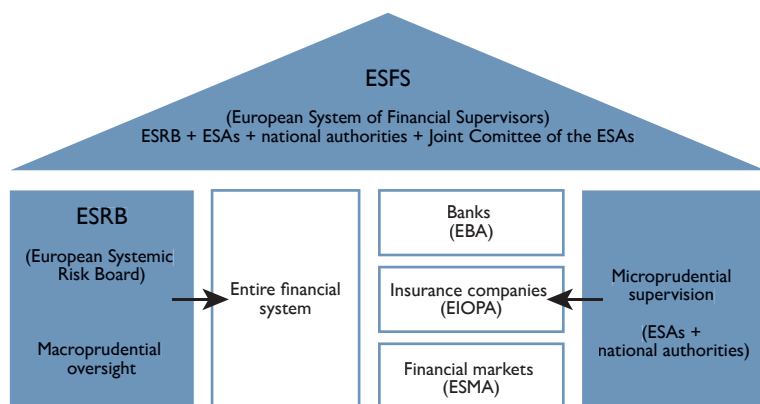 ESFS
(European System of Financial Supervisors)
ESRB + ESAs + national authorities + Joint Comittee of the ESAs
ESRB
(European Systemic
Risk Board)
Macroprudential
oversight
Entire financial
system
Banks
(EBA)
Insurance companies
(EIOPA)
Financial markets
(ESMA)
Microprudential
supervision
(ESAs +
national authorities)